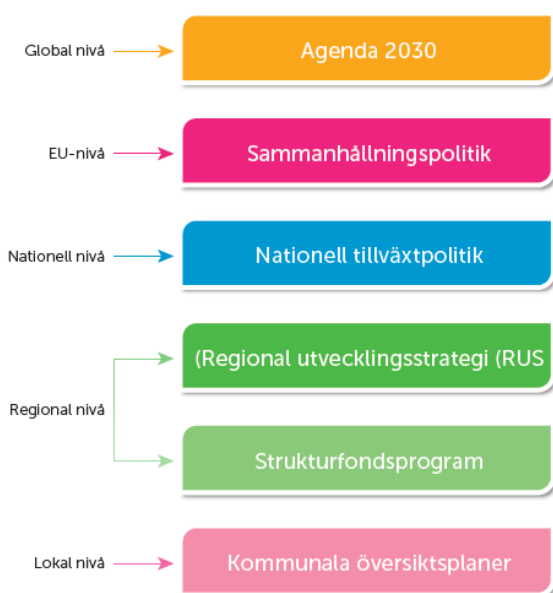 Global nivå
Agenda 2030
EU-nivå
Sammanhållningspolitik
Nationell nivå
Nationell tillväxtpolitik
(Regional utvecklingsstrategi (RUS
Regional nivå
Strukturfondsprogram
Lokal nivå
Kommunala översiktsplaner